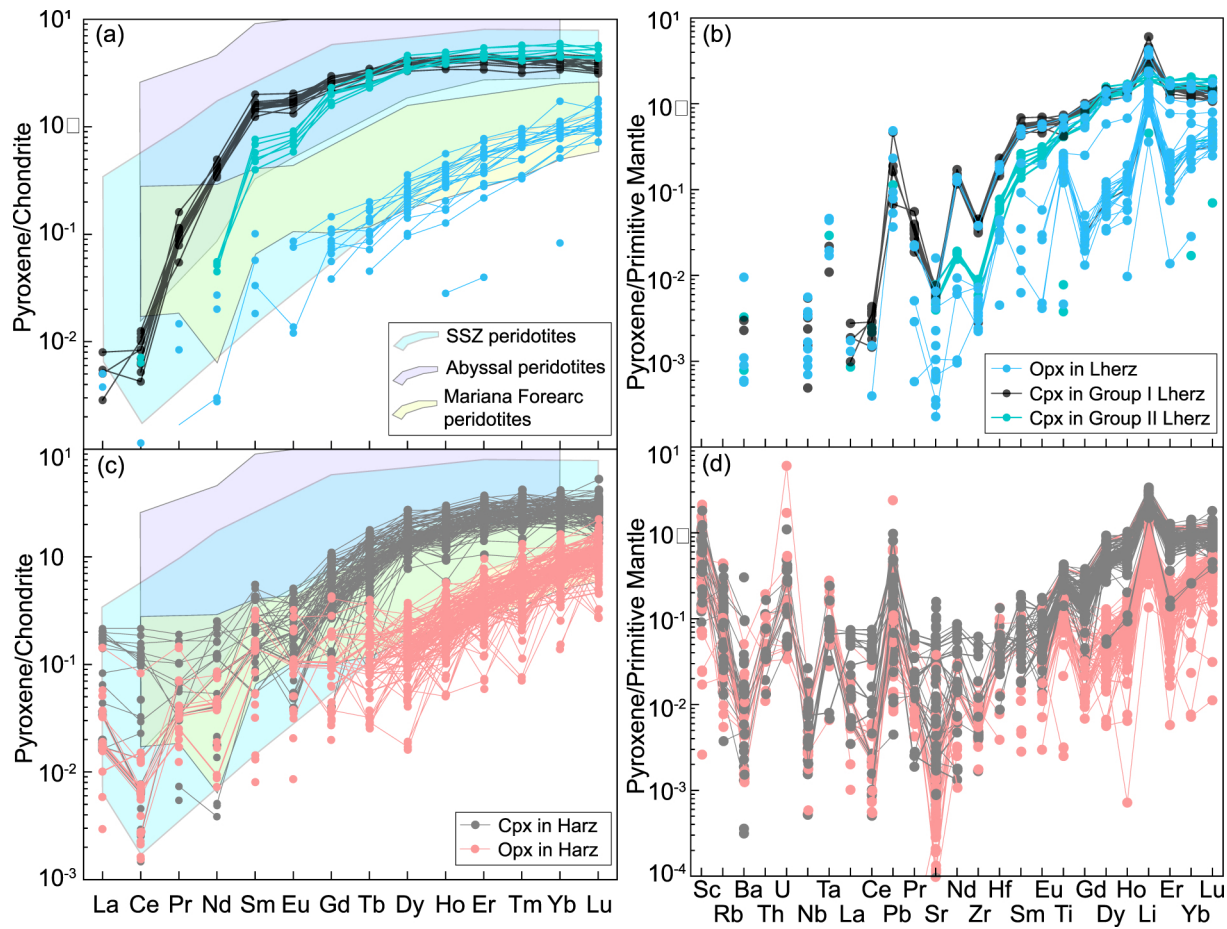 (a)
10¹
10⁰
10⁻¹
10⁻²
Pyroxene/Chondrite
SSZ peridotites
Abyssal peridotites
Mariana Forearc
peridotites
(b)
10¹
10⁰
10⁻¹
10⁻²
10⁻³
Pyroxene/Primitive Mantle
Opx in Lherz
Cpx in Group I Lherz
Cpx in Group II Lherz
(c)
10¹
10⁰
10⁻¹
10⁻²
10⁻³
Pyroxene/Chondrite
Cpx in Harz
Opx in Harz
La Ce Pr Nd Sm Eu Gd Tb Dy Ho Er Tm Yb Lu
(d)
10¹
10⁰
10⁻¹
10⁻²
10⁻³
10⁻⁴
Pyroxene/Primitive Mantle
Sc Ba U Ta Ce Pr Nd Hf Eu Gd Ho Er Lu
Rb Th Nb La Pb Sr Zr Sm Ti Dy Li Yb